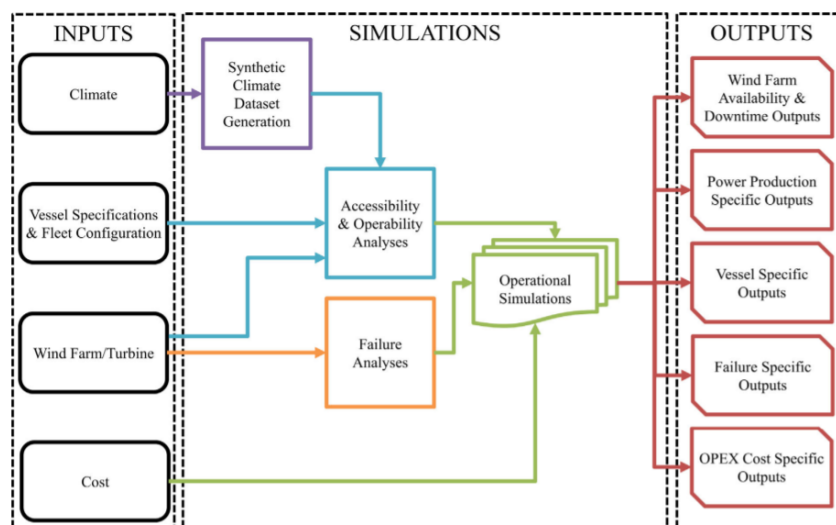 INPUTS
SIMULATIONS
OUTPUTS
Climate
Synthetic
Climate
Dataset
Generation
Wind Farm
Availability &
Downtime Outputs
Vessel Specifications
& Fleet Configuration
Accessibility
& Operability
Analyses
Power Production
Specific Outputs
Operational
Simulations
Vessel Specific
Outputs
Wind Farm/Turbine
Failure
Analyses
Failure Specific
Outputs
Cost
OPEX Cost Specific
Outputs